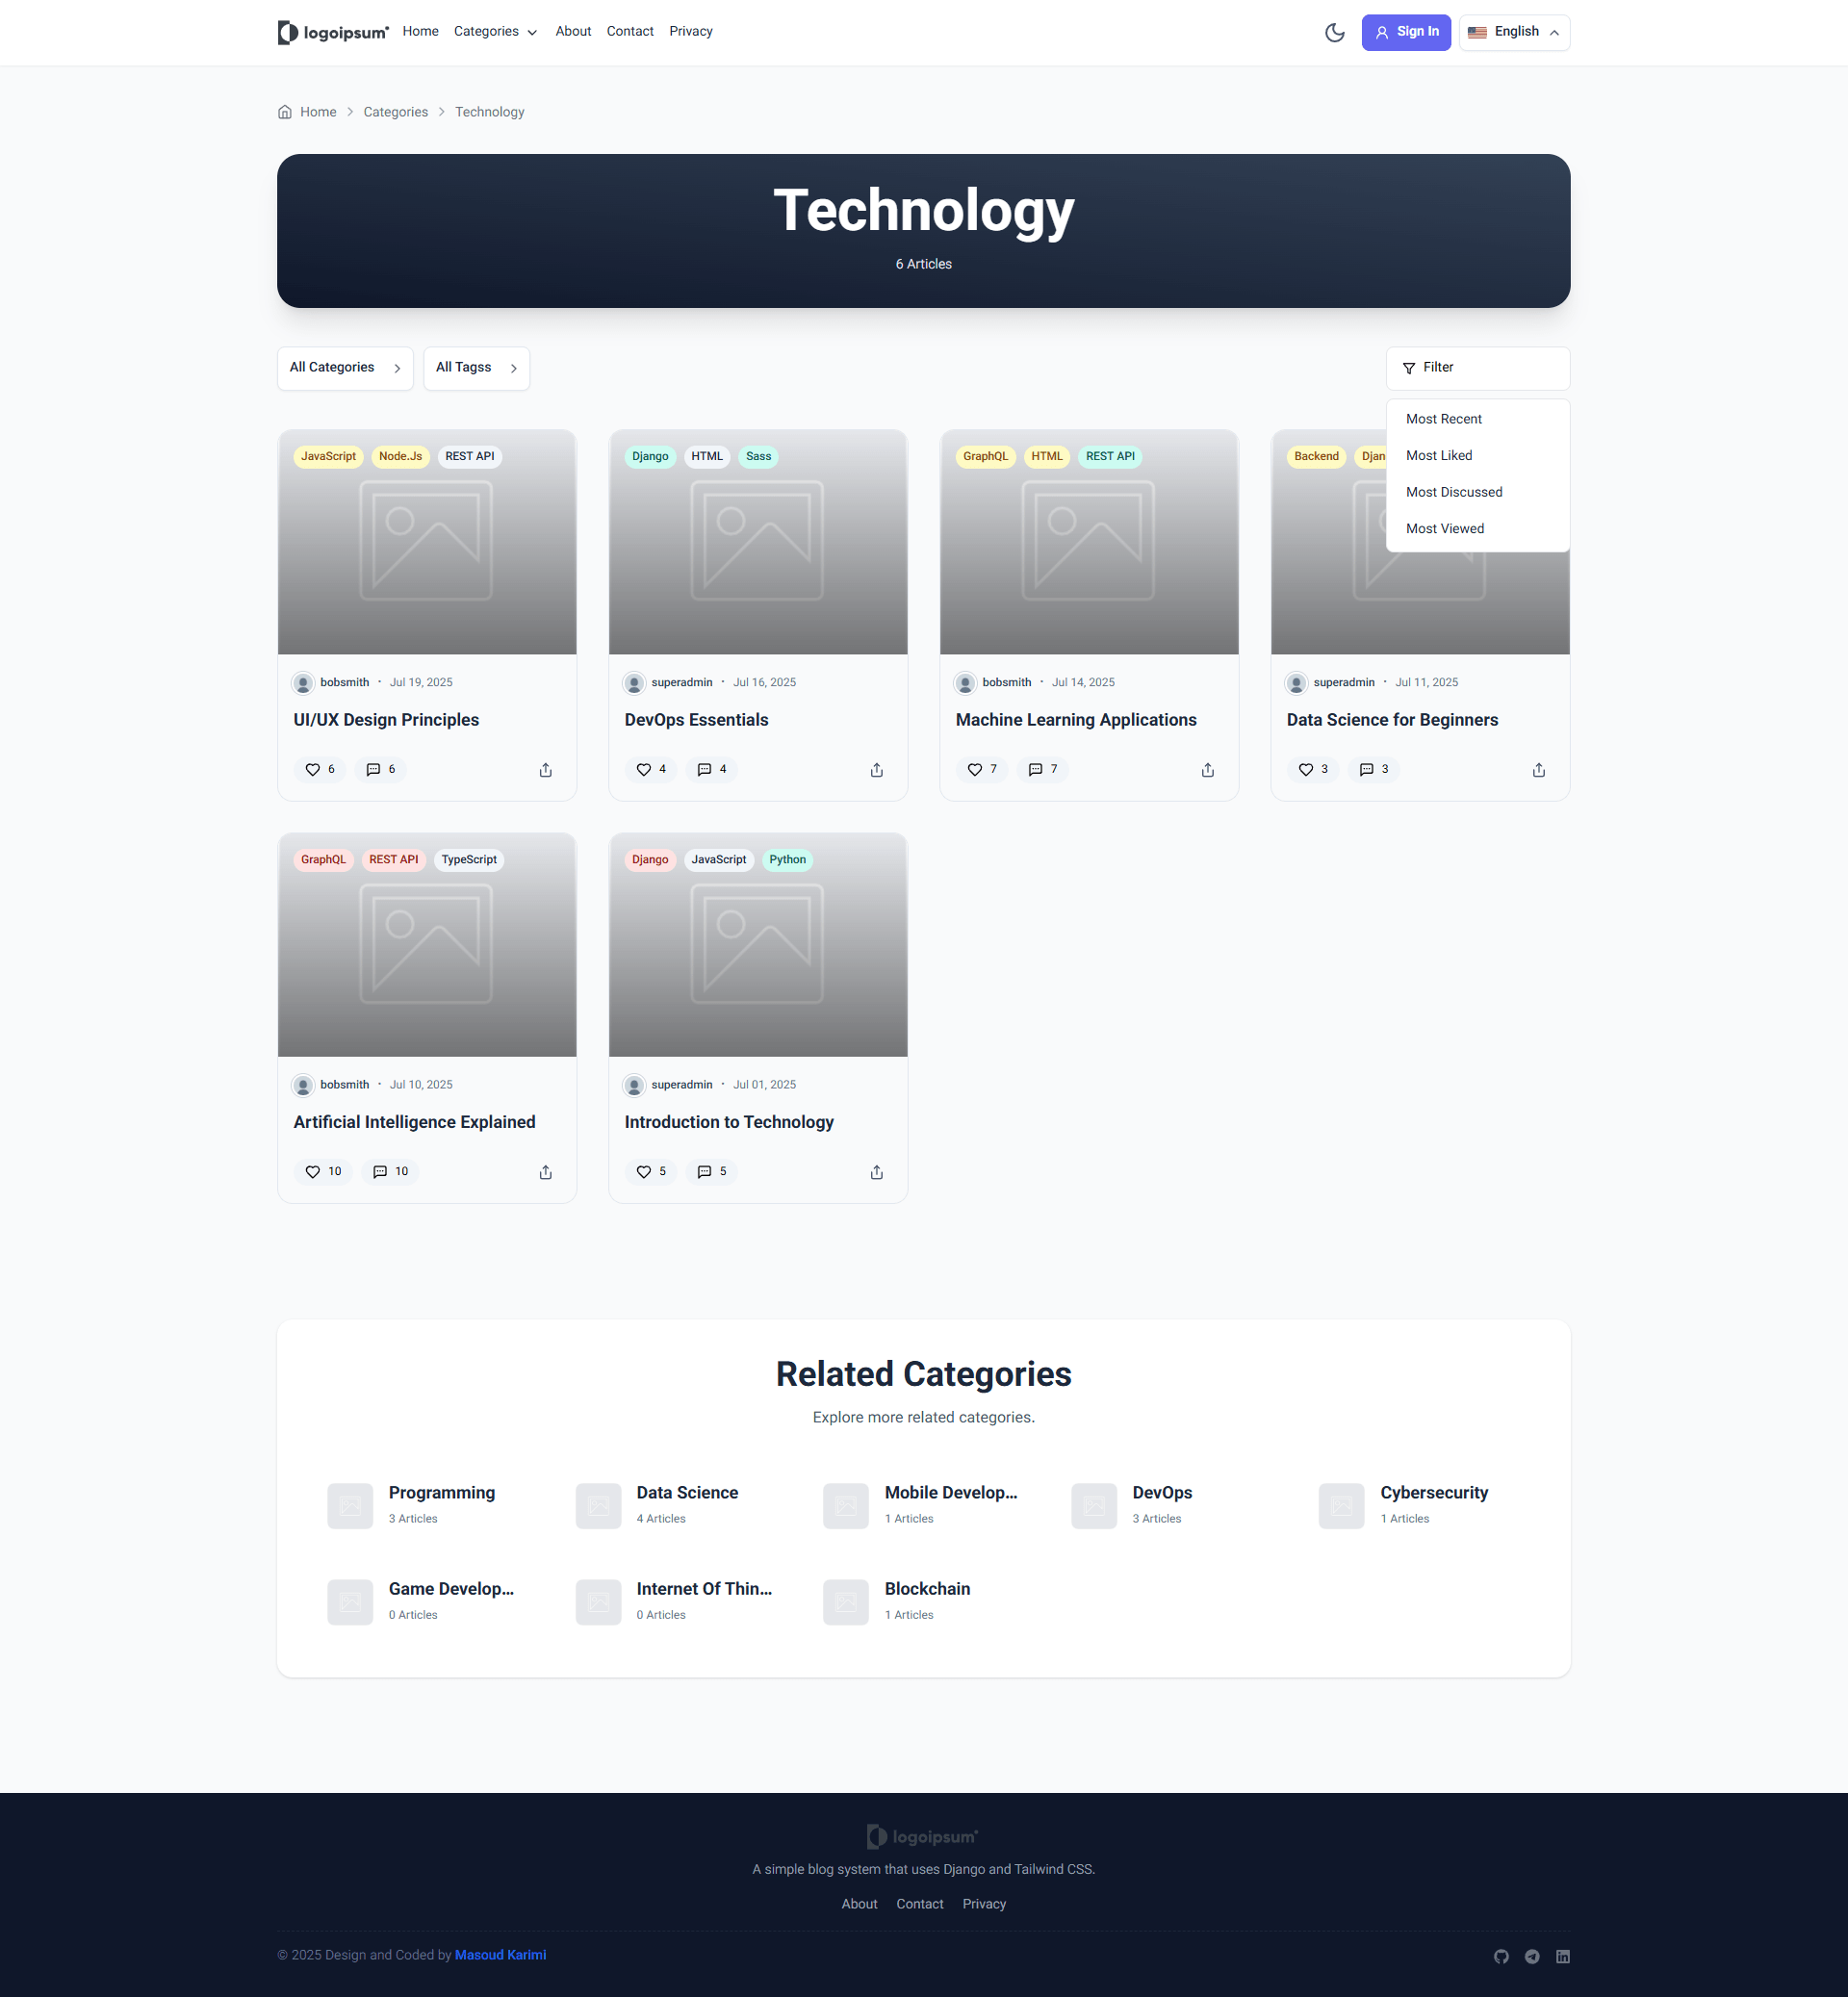 logoipsum Home Categories About Contact Privacy Sign In English
Home Categories Technology
Technology
6 Articles
All Categories All Tagss Filter
Most Recent
Most Liked
Most Discussed
Most Viewed
JavaScript Node.Js REST API
bobsmith • Jul 19, 2025
UI/UX Design Principles
6 6
Django HTML Sass
superadmin • Jul 16, 2025
DevOps Essentials
4 4
GraphQL HTML REST API
bobsmith • Jul 14, 2025
Machine Learning Applications
7 7
Backend
superadmin • Jul 11, 2025
Data Science for Beginners
3 3
GraphQL REST API TypeScript
bobsmith • Jul 10, 2025
Artificial Intelligence Explained
10 10
Django JavaScript Python
superadmin • Jul 01, 2025
Introduction to Technology
5 5
Related Categories
Explore more related categories.
Programming
3 Articles
Data Science
4 Articles
Mobile Develop...
1 Articles
DevOps
3 Articles
Cybersecurity
1 Articles
Game Develop...
0 Articles
Internet Of Thin...
0 Articles
Blockchain
1 Articles
logoipsum
A simple blog system that uses Django and Tailwind CSS.
About Contact Privacy
© 2025 Design and Coded by Masoud Karimi